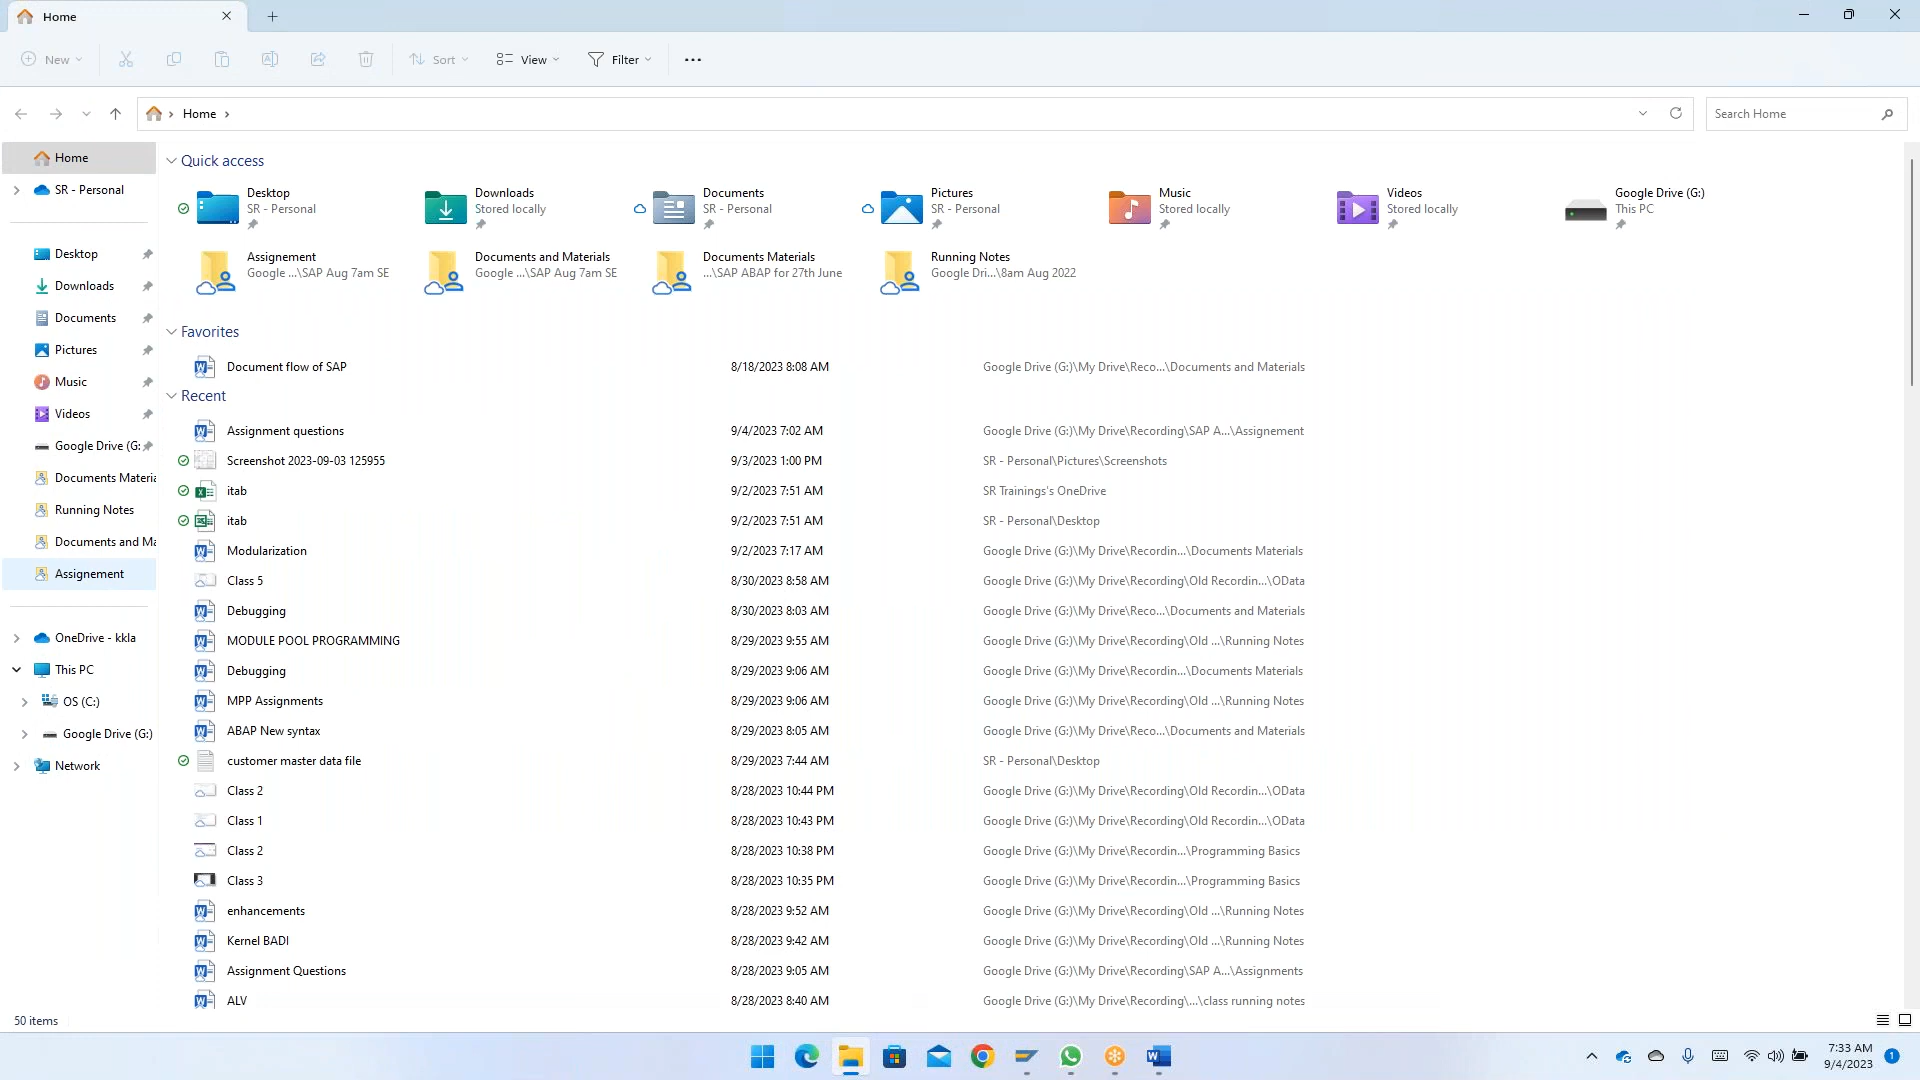 Home
New
Sort
View
Filter
Home
Search Home
Home
SR - Personal
Desktop
Downloads
Documents
Pictures
Music
Videos
Google Drive (G:
Documents Materia
Running Notes
Documents and Ma
Assignement
OneDrive - kkla
This PC
OS (C:)
Google Drive (G:)
Network
Quick access
Desktop
SR - Personal
Downloads
Stored locally
Documents
SR - Personal
Pictures
SR - Personal
Music
Stored locally
Videos
Stored locally
Google Drive (G:)
This PC
Assignement
Google ...\SAP Aug 7am SE
Documents and Materials
Google ...\SAP Aug 7am SE
Documents Materials
...\SAP ABAP for 27th June
Running Notes
Google Dri...\8am Aug 2022
Favorites
Document flow of SAP 8/18/2023 8:08 AM Google Drive (G:)\My Drive\Reco...\Documents and Materials
Recent
Assignment questions 9/4/2023 7:02 AM Google Drive (G:)\My Drive\Recording\SAP A...\Assignement
Screenshot 2023-09-03 125955 9/3/2023 1:00 PM SR - Personal\Pictures\Screenshots
itab 9/2/2023 7:51 AM SR Trainings's OneDrive
itab 9/2/2023 7:51 AM SR - Personal\Desktop
Modularization 9/2/2023 7:17 AM Google Drive (G:)\My Drive\Recordin...\Documents Materials
Class 5 8/30/2023 8:58 AM Google Drive (G:)\My Drive\Recording\Old Recordin...\OData
Debugging 8/30/2023 8:03 AM Google Drive (G:)\My Drive\Reco...\Documents and Materials
MODULE POOL PROGRAMMING 8/29/2023 9:55 AM Google Drive (G:)\My Drive\Recording\Old ...\Running Notes
Debugging 8/29/2023 9:06 AM Google Drive (G:)\My Drive\Recordin...\Documents Materials
MPP Assignments 8/29/2023 9:06 AM Google Drive (G:)\My Drive\Recording\Old ...\Running Notes
ABAP New syntax 8/29/2023 8:05 AM Google Drive (G:)\My Drive\Reco...\Documents and Materials
customer master data file 8/29/2023 7:44 AM SR - Personal\Desktop
Class 2 8/28/2023 10:44 PM Google Drive (G:)\My Drive\Recording\Old Recordin...\OData
Class 1 8/28/2023 10:43 PM Google Drive (G:)\My Drive\Recording\Old Recordin...\OData
Class 2 8/28/2023 10:38 PM Google Drive (G:)\My Drive\Recordin...\Programming Basics
Class 3 8/28/2023 10:35 PM Google Drive (G:)\My Drive\Recordin...\Programming Basics
enhancements 8/28/2023 9:52 AM Google Drive (G:)\My Drive\Recording\Old ...\Running Notes
Kernel BADI 8/28/2023 9:42 AM Google Drive (G:)\My Drive\Recording\Old ...\Running Notes
Assignment Questions 8/28/2023 9:05 AM Google Drive (G:)\My Drive\Recording\SAP A...\Assignments
ALV 8/28/2023 8:40 AM Google Drive (G:)\My Drive\Recording\...\class running notes
50 items
7:33 AM
9/4/2023
1